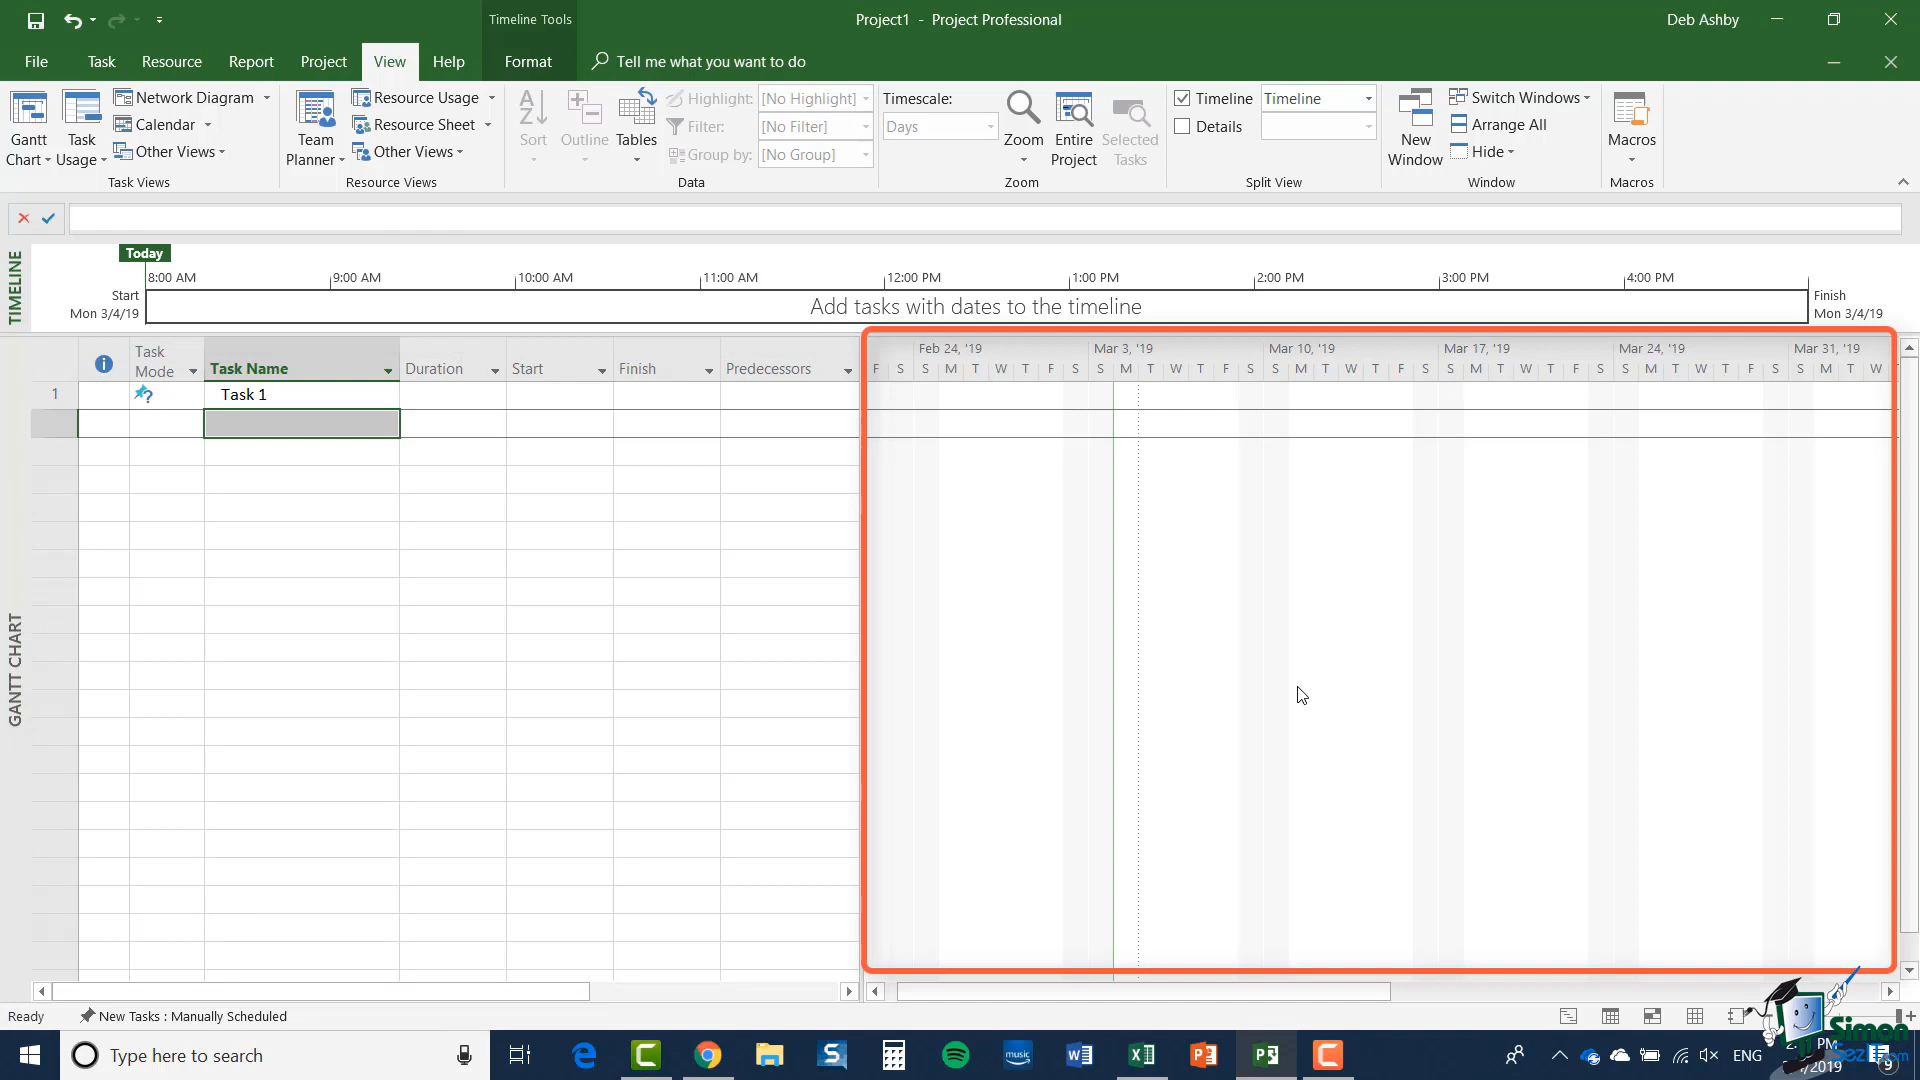 Timeline Tools
Project1 - Project Professional
Deb Ashby
File Task Resource Report Project View Help Format Tell me what you want to do
Gantt Chart
Task Usage
Network Diagram
Calendar
Other Views
Task Views
Team Planner
Resource Usage
Resource Sheet
Other Views
Resource Views
Sort
Outline
Tables
Highlight: [No Highlight]
Filter: [No Filter]
Group by: [No Group]
Data
Timescale:
Days
Zoom
Entire Project
Selected Tasks
Zoom
Timeline Timeline
Details
Split View
New Window
Switch Windows
Arrange All
Hide
Window
Macros
Macros
TIMELINE
Today
8:00 AM 9:00 AM 10:00 AM 11:00 AM 12:00 PM 1:00 PM 2:00 PM 3:00 PM 4:00 PM
Start
Mon 3/4/19
Add tasks with dates to the timeline
Finish
Mon 3/4/19
GANTT CHART
Task Mode
Task Name
Duration
Start
Finish
Predecessors
Feb 24, '19 Mar 3, '19 Mar 10, '19 Mar 17, '19 Mar 24, '19 Mar 31, '19
F S S M T W T F S S M T W T F S S M T W T F S S M T W T F S S M T W T F S S M T W
1 Task 1
Ready New Tasks : Manually Scheduled
Type here to search
music
ENG
PM
/2019
9
Simon
Sez